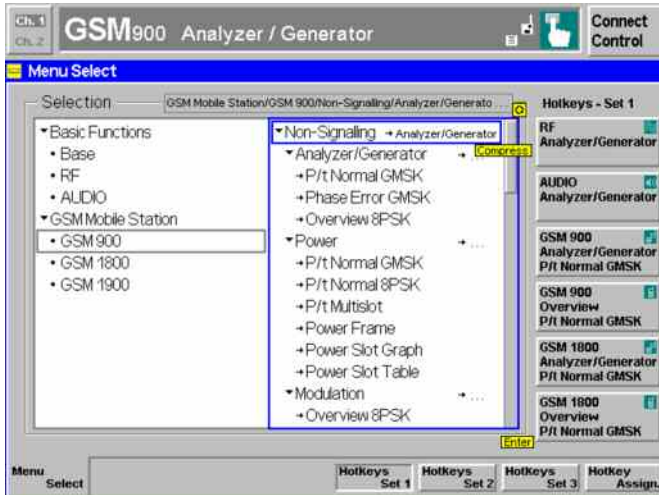 Ch. 1
Ch. 2
GSM900 Analyzer / Generator
Connect
Control
Menu Select
Selection
GSM Mobile Station/GSM 900/Non-Signaling/Analyzer/Generato ...
Hotkeys - Set 1
Basic Functions
Base
RF
AUDIO
GSM Mobile Station
GSM 900
GSM 1800
GSM 1900
Non-Signaling → Analyzer/Generator
Compress
Analyzer/Generator → ...
→P/t Normal GMSK
→Phase Error GMSK
→Overview 8PSK
Power → ...
→P/t Normal GMSK
→P/t Normal 8PSK
→P/t Multislot
→Power Frame
→Power Slot Graph
→Power Slot Table
Modulation → ...
→Overview 8PSK
Enter
RF
Analyzer/Generator
AUDIO
Analyzer/Generator
GSM 900
Analyzer/Generator
P/t Normal GMSK
GSM 900
Overview
P/t Normal GMSK
GSM 1800
Analyzer/Generator
P/t Normal GMSK
GSM 1800
Overview
P/t Normal GMSK
Menu
Select
Hotkeys
Set 1
Hotkeys
Set 2
Hotkeys
Set 3
Hotkey
Assign.